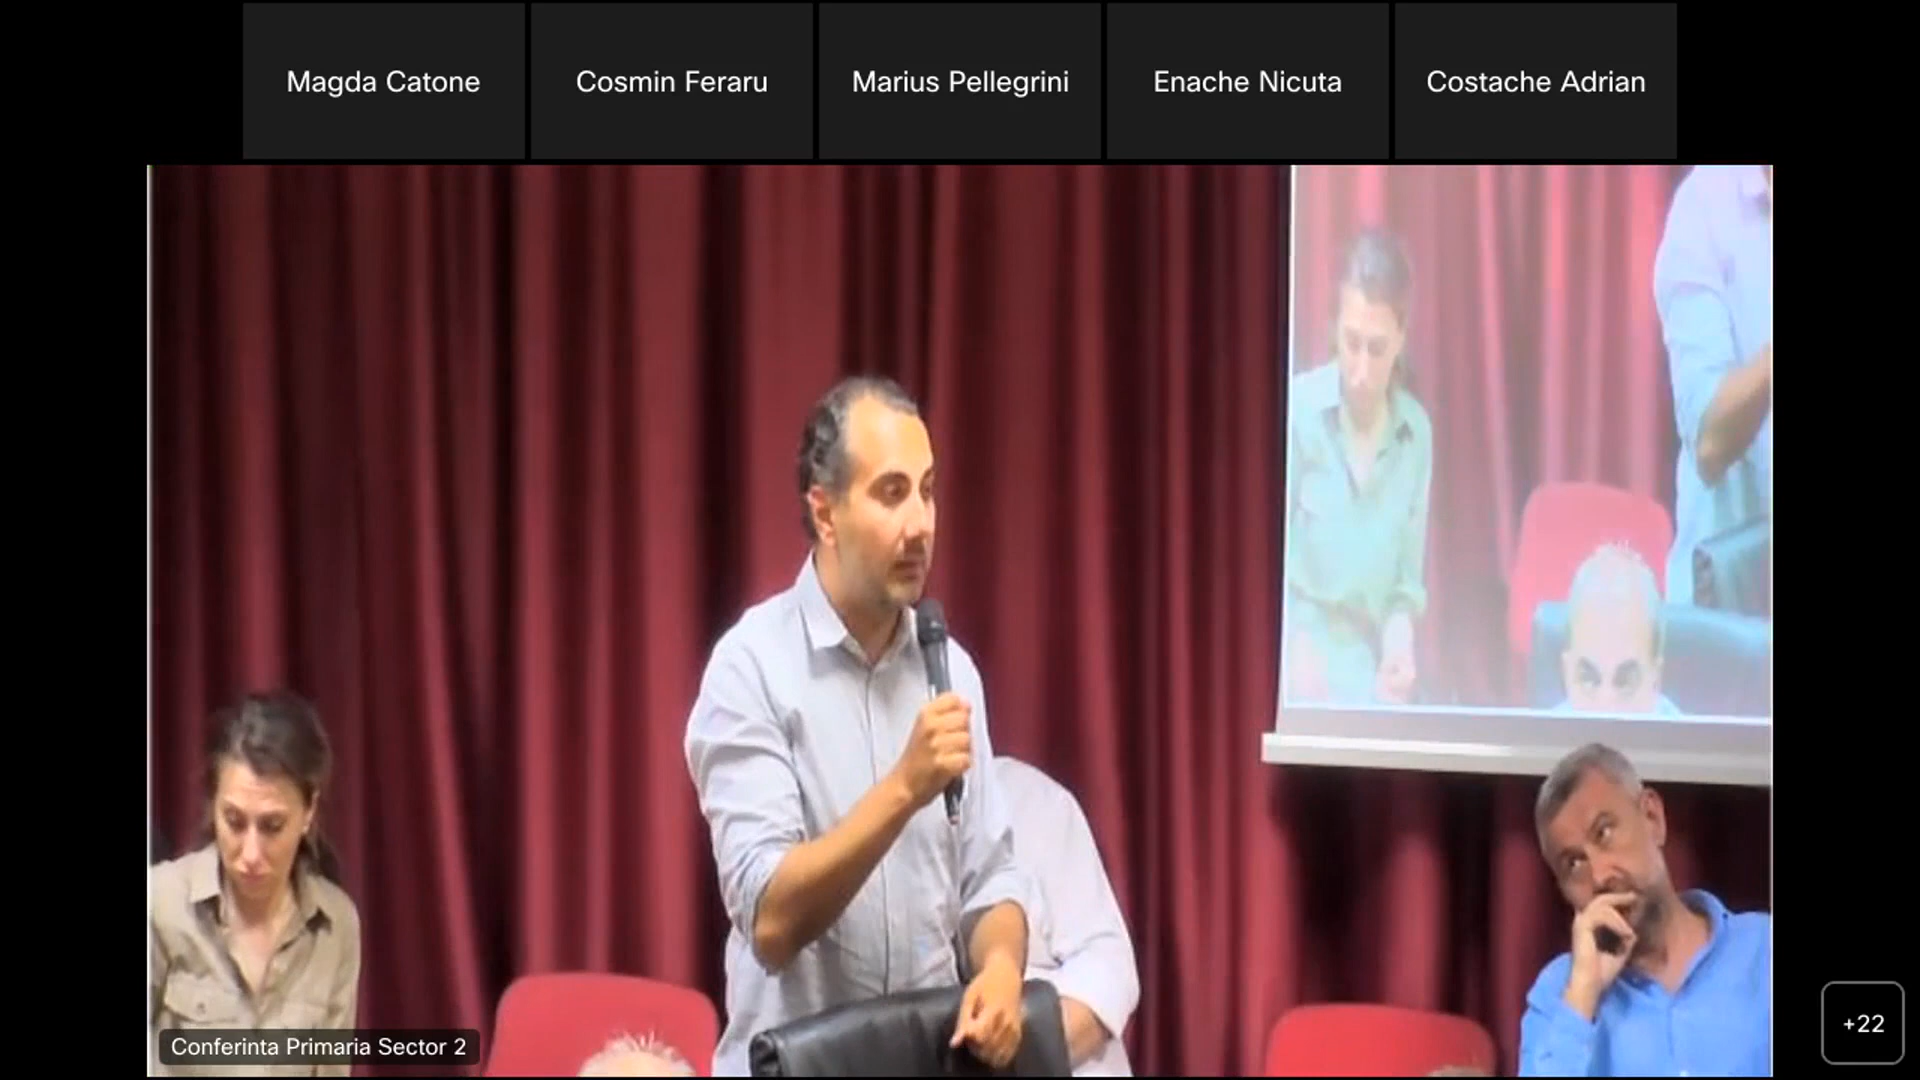 Magda Catone
Cosmin Feraru
Marius Pellegrini
Enache Nicuta
Costache Adrian
Conferinta Primaria Sector 2
+22